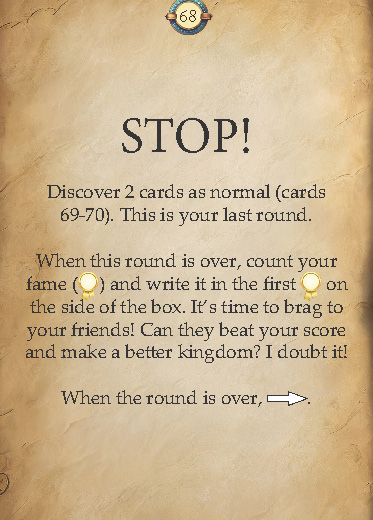 68
STOP!
Discover 2 cards as normal (cards
69-70). This is your last round.
When this round is over, count your
fame ( ) and write it in the first on
the side of the box. It's time to brag to
your friends! Can they beat your score
and make a better kingdom? I doubt it!
When the round is over, .